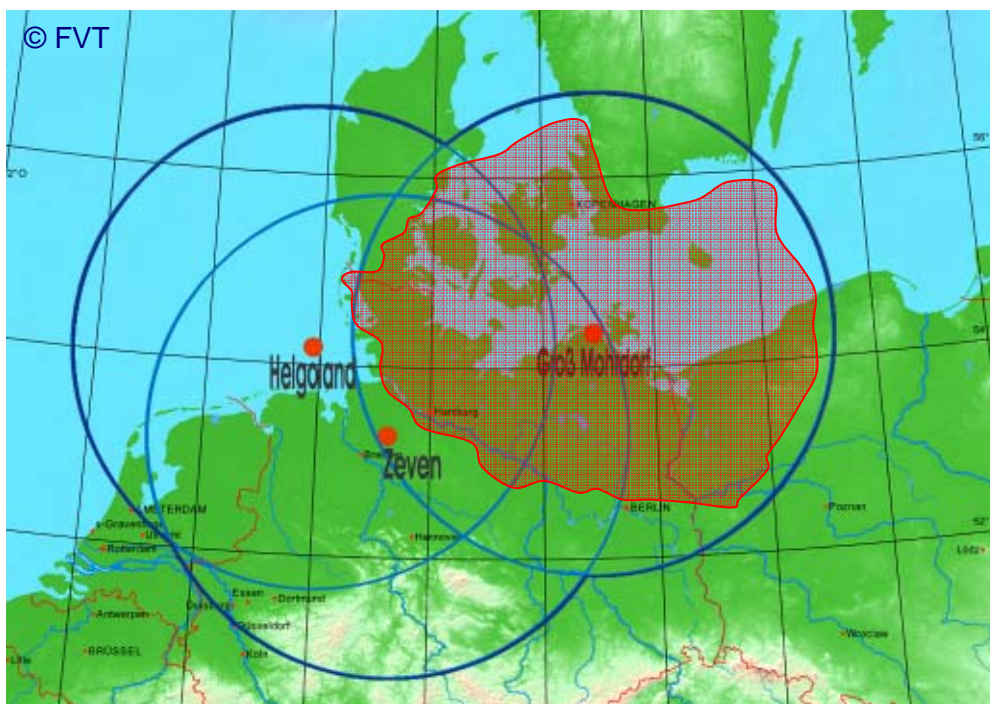 © FVT
56°
2°O
KOPENHAGEN
54°
Helgoland
Groß Mohrdorf
Hamburg
Zeven
AMSTERDAM
s-Gravenhage
Utrecht
Rotterdam
Hannover
BERLIN
Poznan
52°
Lódz
Essen
Dortmund
Duisburg
Düsseldorf
Antwerpen
Köln
BRÜSSEL
Lille
Wroclaw